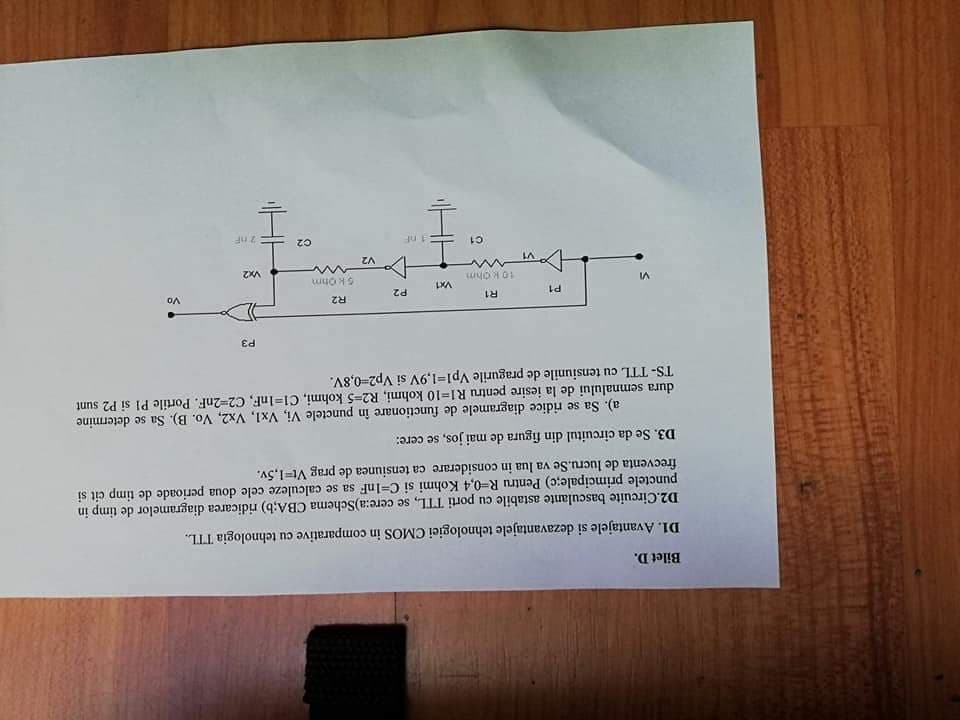 Bilet D.
D1. Avantajele si dezavantajele tehnologiei CMOS in comparative cu tehnologia TTL.
D2.Circuite basculante astabile cu porti TTL, se cere:a)Schema CBA;b) ridicarea diagramelor de timp in
punctele primcipale;c) Pentru R=0,4 Kohmi si C=1nF sa se calculeze cele doua perioade de timp cit si
frecventa de lucru.Se va lua in considerare ca tensiunea de prag Vt=1,5v.
D3. Se da circuitul din figura de mai jos, se cere:
a). Sa se ridice diagramele de functionare în punctele Vi, Vx1, Vx2, Vo. B). Sa se determine
dura semnalului de la iesire pentru R1=10 kohmi, R2=5 kohmi, C1=1nF, C2=2nF. Portile P1 si P2 sunt
TS- TTL cu tensiunile de pragurile Vp1=1,9V si Vp2=0,8V.
P3
Vo
R2
R1
P2
P1
Vx1
5 k Ohm
Vi
10 k Ohm
Vx2
V1
V2
C1
1 nF
C2
2 nF